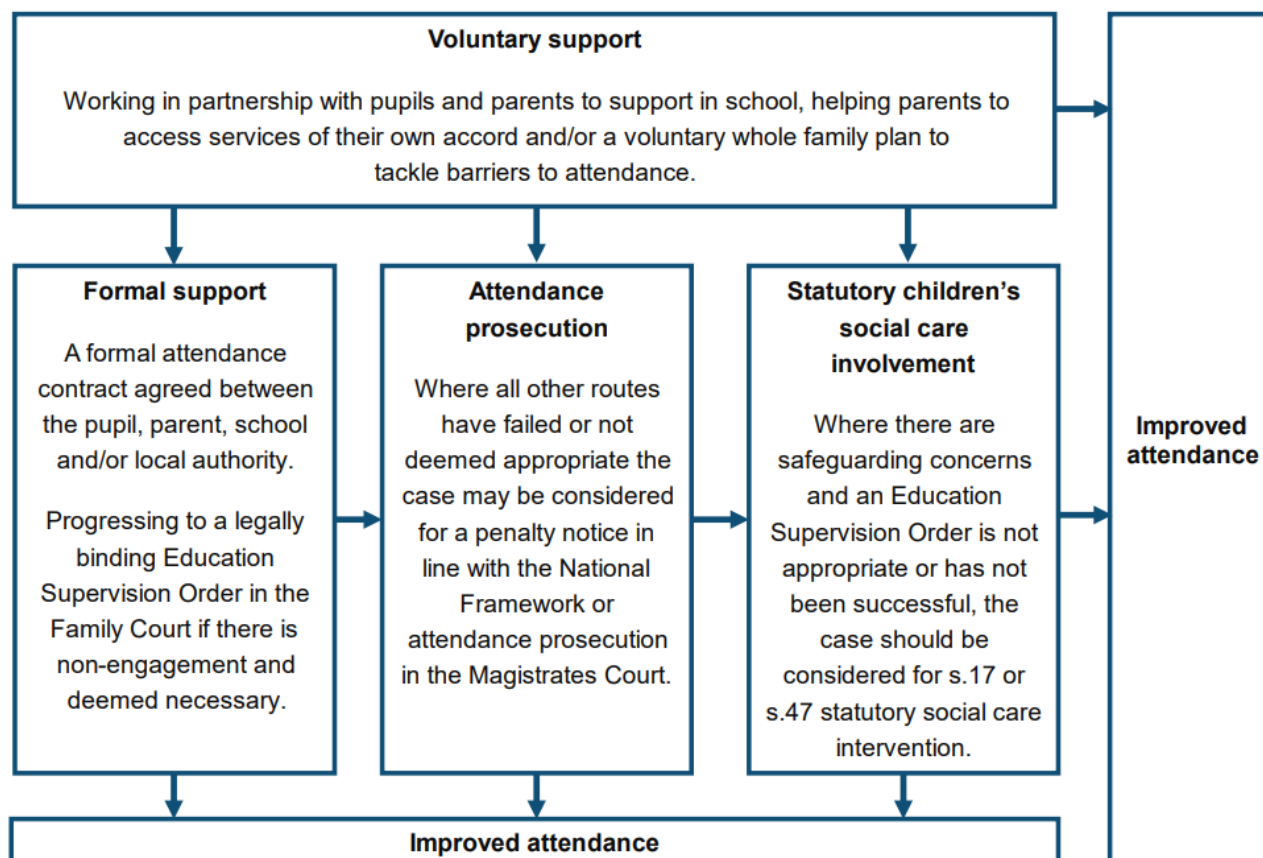 Voluntary support
Working in partnership with pupils and parents to support in school, helping parents to
access services of their own accord and/or a voluntary whole family plan to
tackle barriers to attendance.
Formal support
A formal attendance
contract agreed between
the pupil, parent, school
and/or local authority.
Progressing to a legally
binding Education
Supervision Order in the
Family Court if there is
non-engagement and
deemed necessary.
Attendance
prosecution
Where all other routes
have failed or not
deemed appropriate the
case may be considered
for a penalty notice in
line with the National
Framework or
attendance prosecution
in the Magistrates Court.
Statutory children’s
social care
involvement
Where there are
safeguarding concerns
and an Education
Supervision Order is not
appropriate or has not
been successful, the
case should be
considered for s.17 or
s.47 statutory social care
intervention.
Improved
attendance
Improved attendance